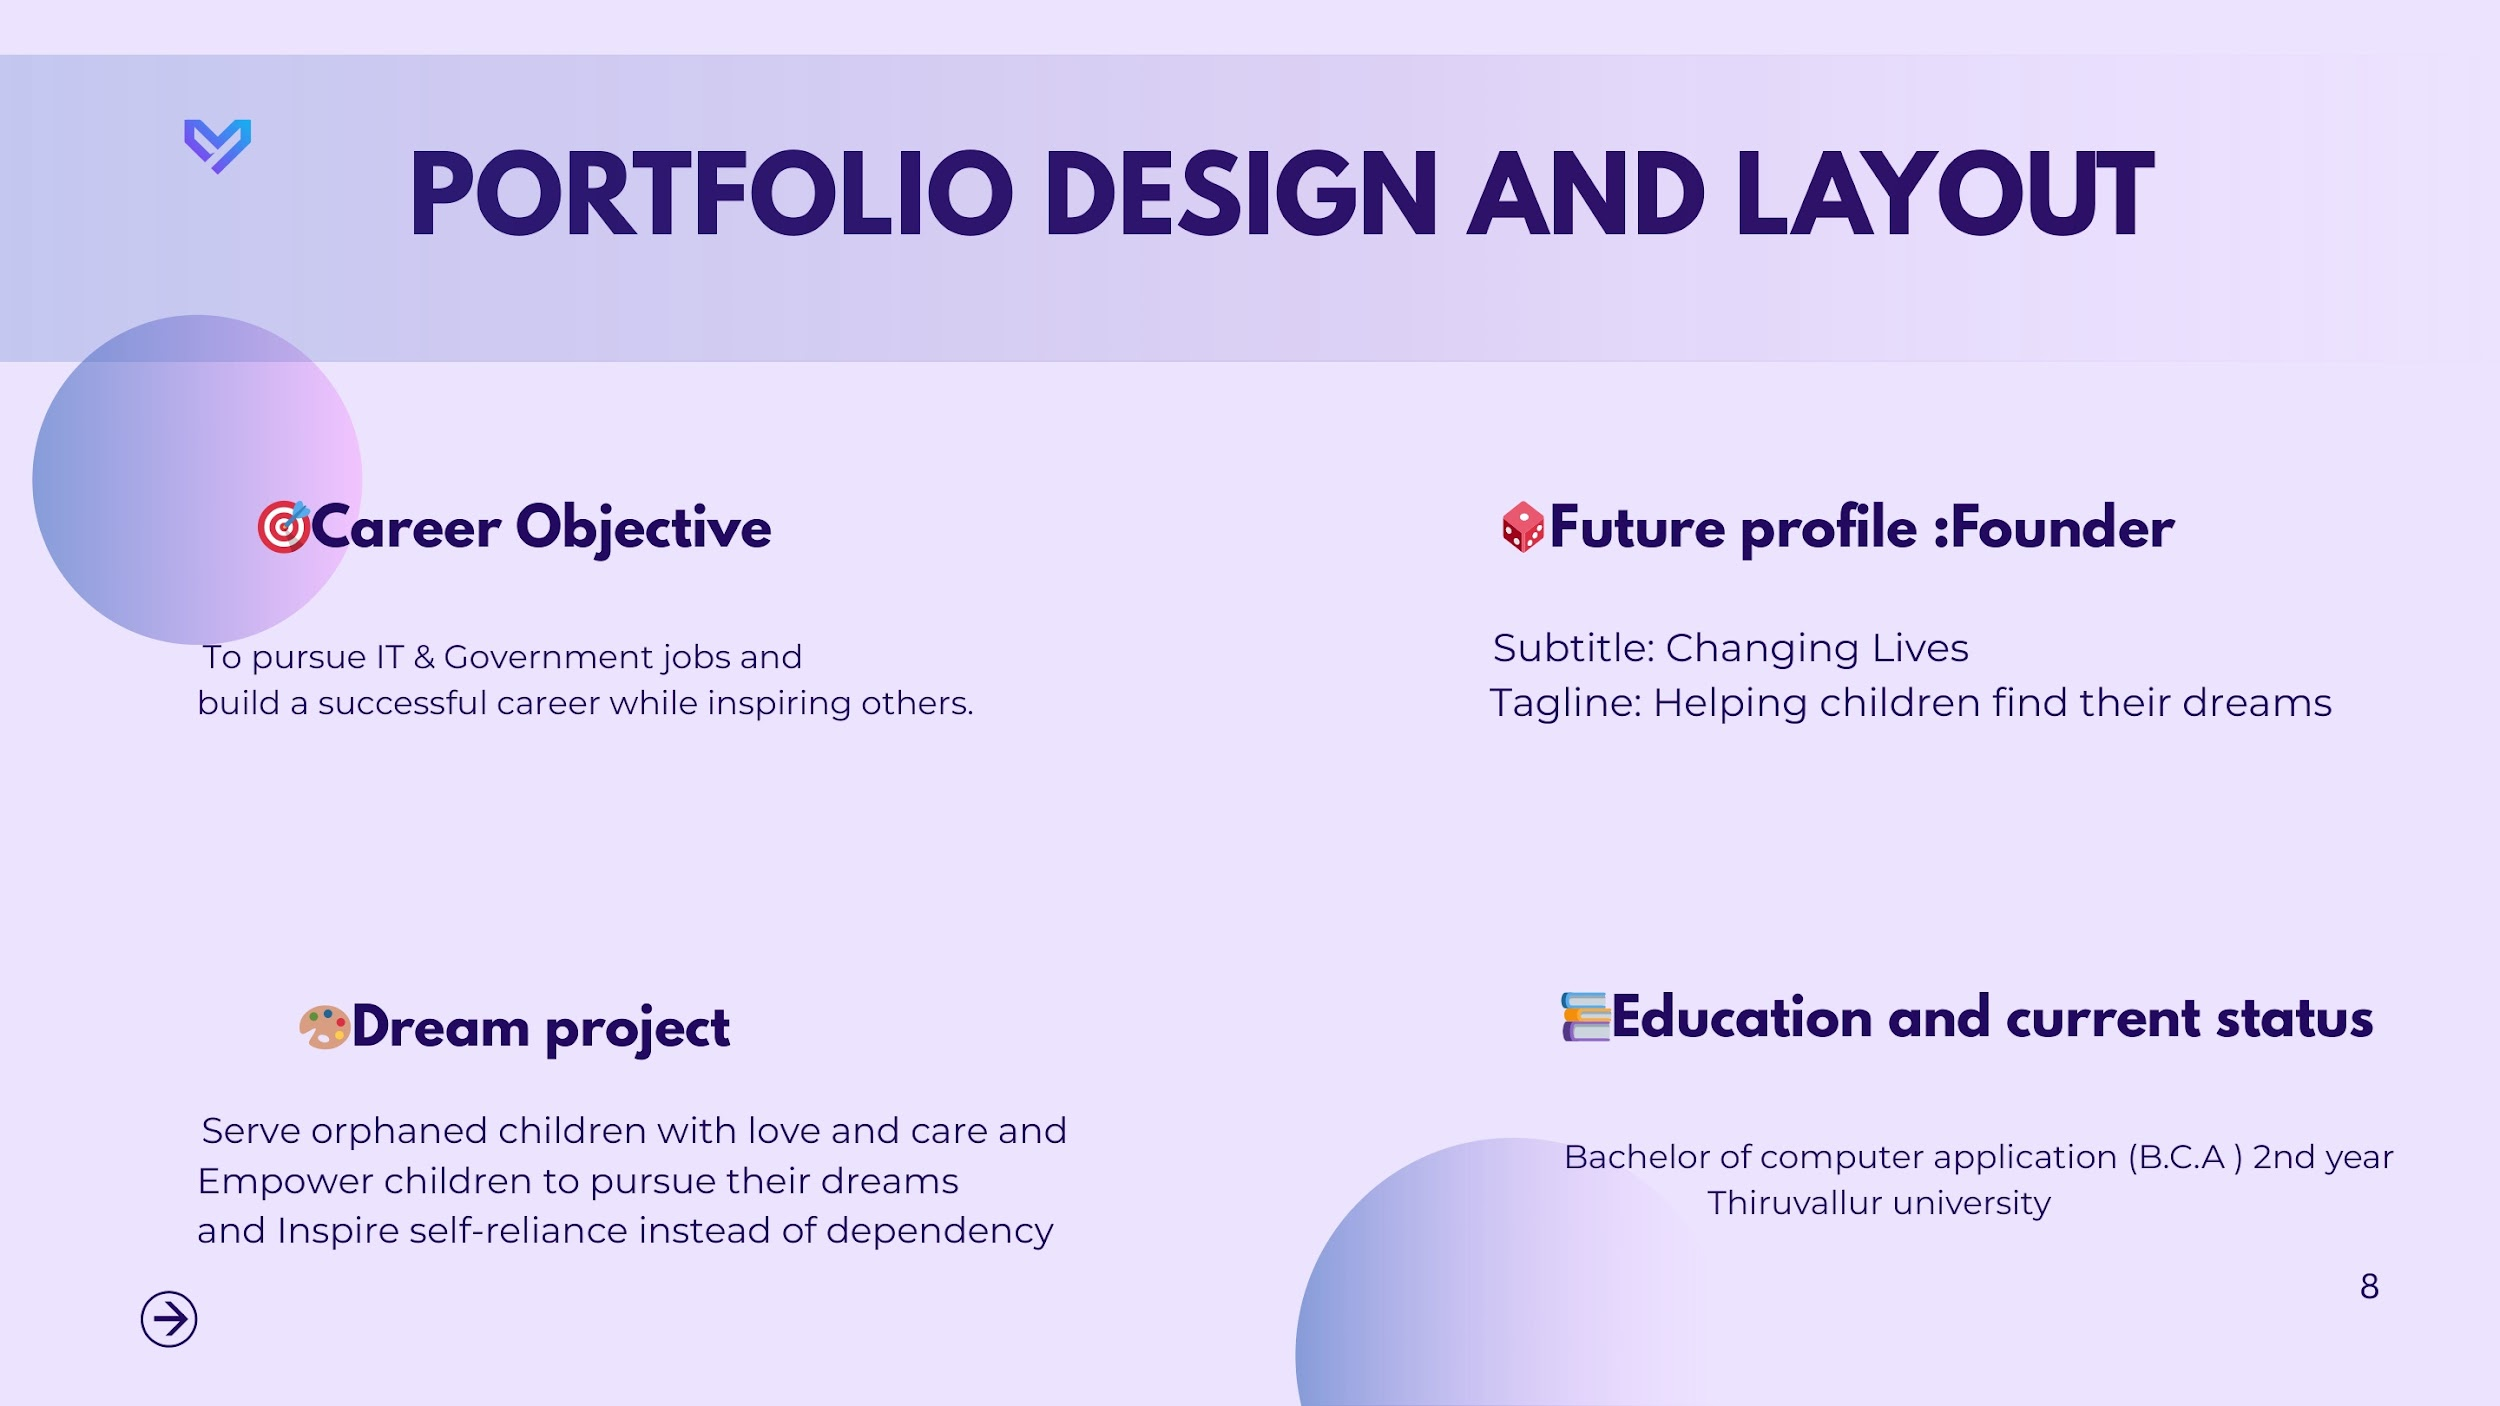 PORTFOLIO DESIGN AND LAYOUT
🎯Career Objective
To pursue IT & Government jobs and
build a successful career while inspiring others.
🎲Future profile :Founder
Subtitle: Changing Lives
Tagline: Helping children find their dreams
🎨Dream project
Serve orphaned children with love and care and
Empower children to pursue their dreams
and Inspire self-reliance instead of dependency
📚Education and current status
Bachelor of computer application (B.C.A ) 2nd year
Thiruvallur university
8